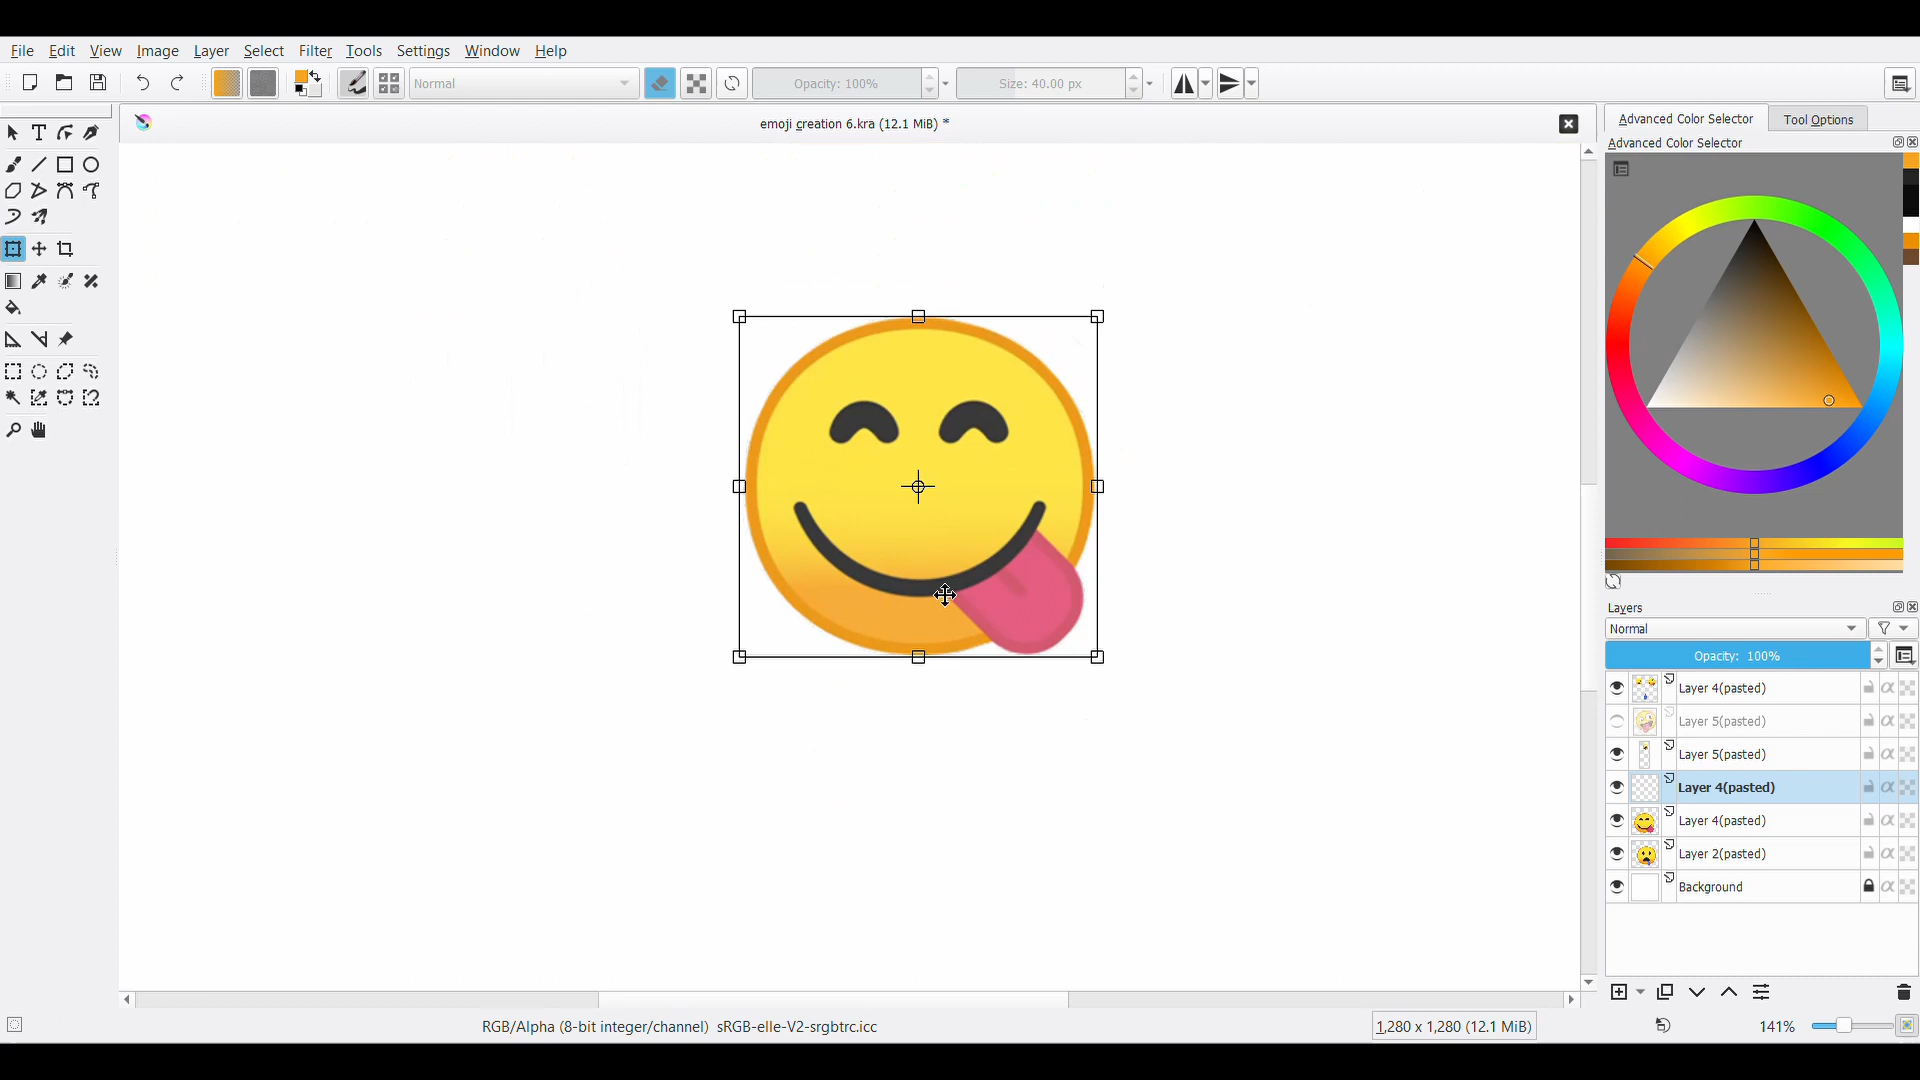 File Edit View Image Layer Select Filter Tools Settings Window Help
Normal Opacity: 100% Size: 40.00 px
emoji creation 6.kra (12.1 MiB) *
Advanced Color Selector Tool Options
Advanced Color Selector
Layers
Normal
Opacity: 100%
Layer 4(pasted)
Layer 5(pasted)
Layer 5(pasted)
Layer 4(pasted)
Layer 4(pasted)
Layer 2(pasted)
Background
RGB/Alpha (8-bit integer/channel) sRGB-elle-V2-srgbtrc.icc
1,280 x 1,280 (12.1 MiB)
141%